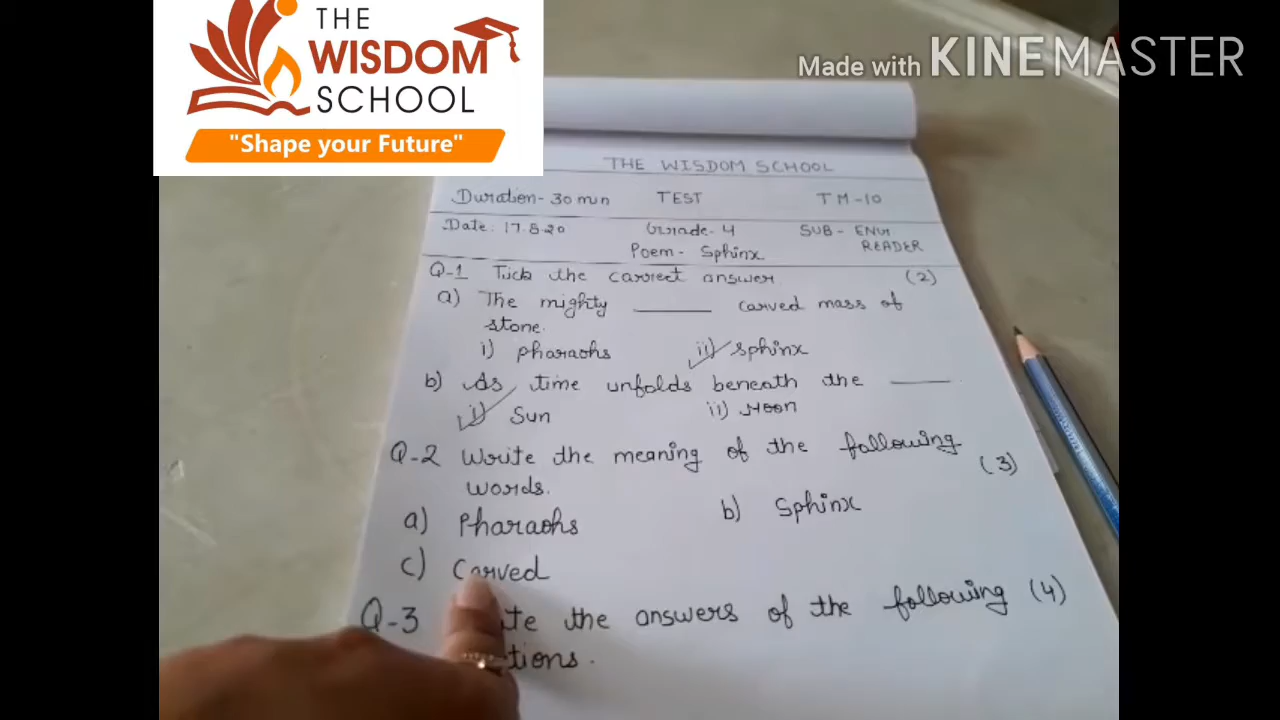 THE
WISDOM
SCHOOL
"Shape your Future"
Made with KINEMASTER
THE WISDOM SCHOOL
Duration- 30 min TEST TM-10
Date. 17.8.20 Grade- 4 SUB-
Poem- Sphinx READER
Q-1 Tick the correct answer (2)
a) The mighty ______ carved mass of
stone.
i) pharaohs ii) sphinx
b) As time unfolds beneath the ______
i) Sun ii) Moon
Q-2 Write the meaning of the following
words. (3)
a) Pharaohs b) Sphinx
c) Carved
Q-3 the answers of the following (4)